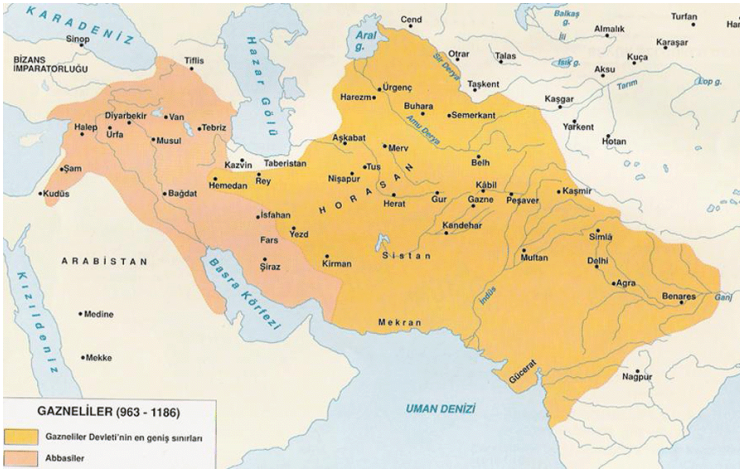 KARADENİZ
Sinop
BİZANS
İMPARATORLUĞU
Tiflis
Hazar Gölü
Aral
g.
Cend
Sir Derya
Otrar
Talas
Taşkent
Balkaş
g.
İli
Isık g.
Almalık
Turfan
Karaşar
Kuça
Aksu
Tarım
Lop g.
Kaşgar
Yarkent
Hotan
Ürgenç
Harezm
Buhara
Semerkant
Amu Derya
Diyarbekir
Van
Halep
Urfa
Musul
Tebriz
Şam
Kudüs
Bağdat
Kazvin
Taberistan
Hemedan
Rey
Aşkabat
Merv
Tus
Nişapur
HORASAN
Herat
Belh
Gur
Kâbil
Gazne
Peşaver
Keşmir
Kandehar
İsfahan
Fars
Şiraz
Yezd
Kirman
Sistan
Mekran
Multan
İndüs
Simlâ
Delhi
Agra
Benares
Ganj
Gücerat
Nagpur
ARABİSTAN
Basra Körfezi
Kızıldeniz
Medine
Mekke
UMAN DENİZİ
GAZNELİLER (963 - 1186)
Gazneliler Devleti'nin en geniş sınırları
Abbasiler